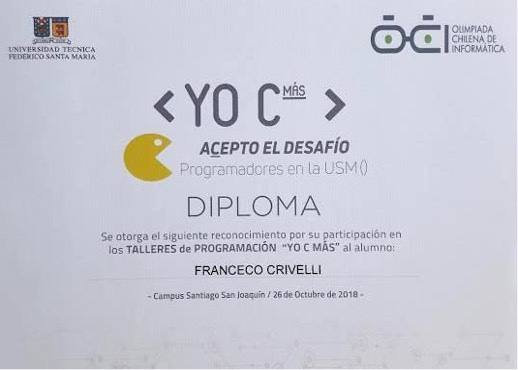 UNIVERSIDAD TECNICA
FEDERICO SANTA MARIA
OCI
OLIMPIADA
CHILENA DE
INFORMÁTICA
<YO C MÁS >
ACEPTO EL DESAFÍO
Programadores en la USM()
DIPLOMA
Se otorga el siguiente reconocimiento por su participación en
los TALLERES de PROGRAMACIÓN "YO C MÁS" al alumno:
FRANCECO CRIVELLI
- Campus Santiago San Joaquín / 26 de Octubre de 2018 -